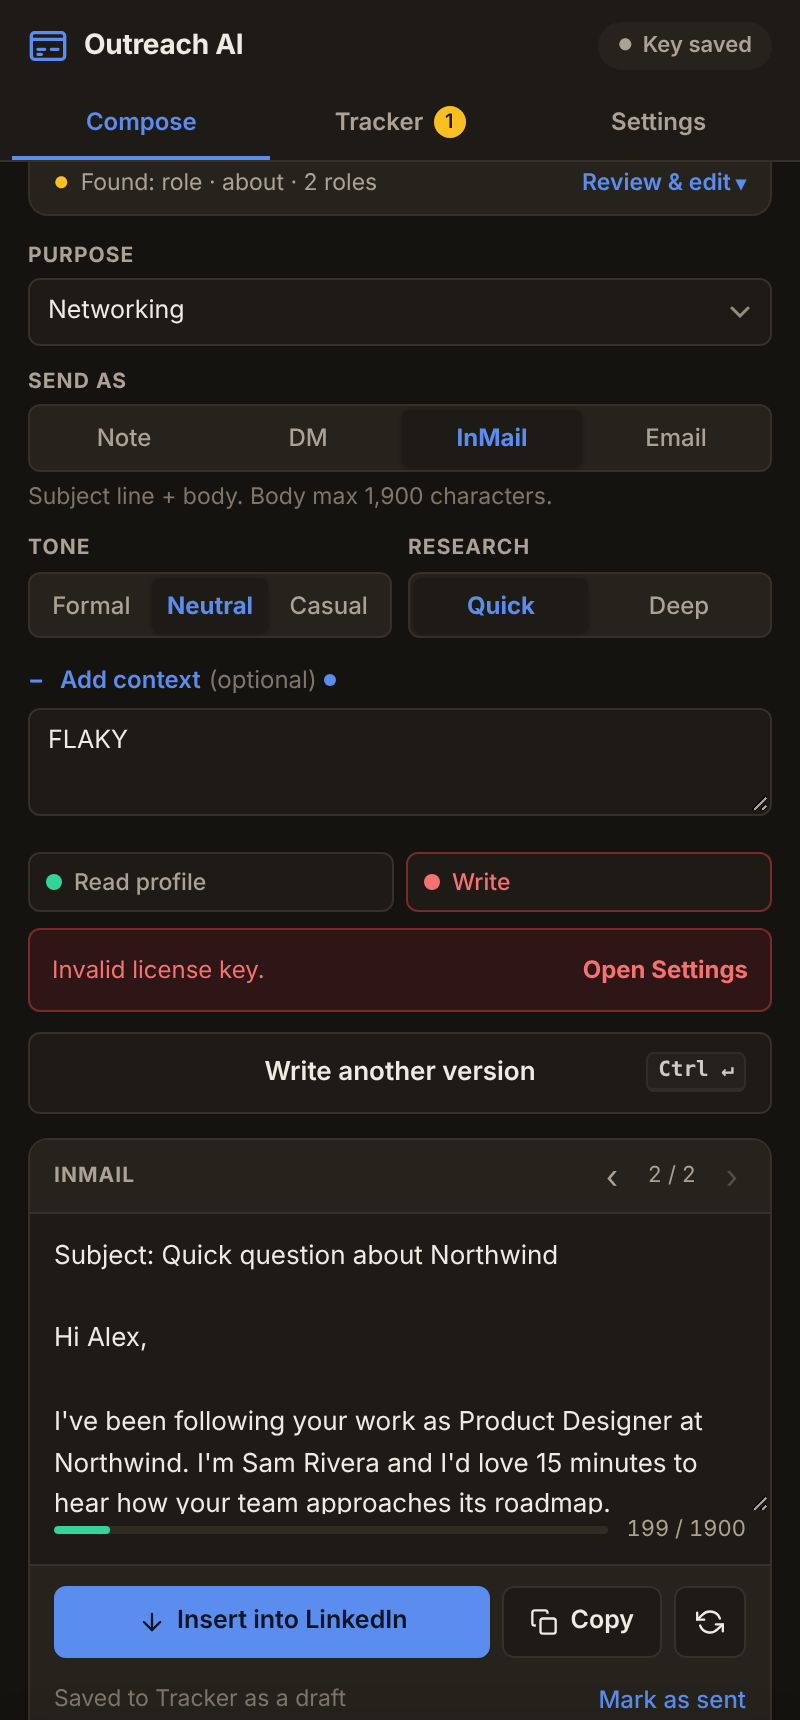 Outreach AI
Key saved
Compose
Tracker 1
Settings
Found: role · about · 2 roles
Review & edit ▾
PURPOSE
Networking
SEND AS
Note
DM
InMail
Email
Subject line + body. Body max 1,900 characters.
TONE
RESEARCH
Formal
Neutral
Casual
Quick
Deep
– Add context (optional)
FLAKY
Read profile
Write
Invalid license key.
Open Settings
Write another version
Ctrl ↵
INMAIL
‹ 2 / 2 ›
Subject: Quick question about Northwind
Hi Alex,
I've been following your work as Product Designer at
Northwind. I'm Sam Rivera and I'd love 15 minutes to
hear how your team approaches its roadmap.
199 / 1900
Insert into LinkedIn
Copy
Saved to Tracker as a draft
Mark as sent